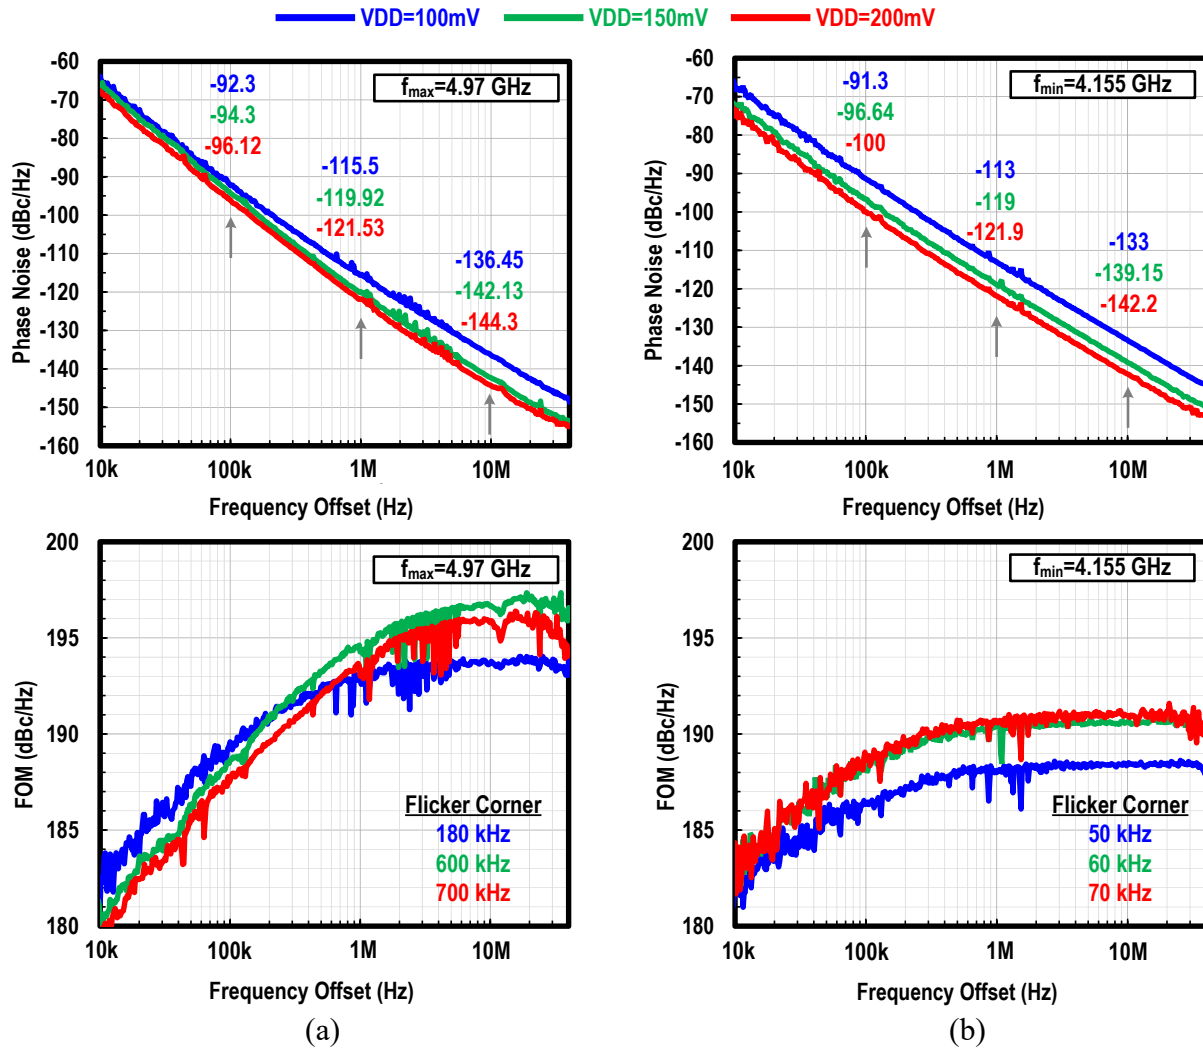 VDD=100mV VDD=150mV VDD=200mV
-60
-70
-80
-90
-100
-110
-120
-130
-140
-150
-160
Phase Noise (dBc/Hz)
fmax=4.97 GHz
-92.3
-94.3
-96.12
-115.5
-119.92
-121.53
-136.45
-142.13
-144.3
10k 100k 1M 10M
Frequency Offset (Hz)
-60
-70
-80
-90
-100
-110
-120
-130
-140
-150
-160
Phase Noise (dBc/Hz)
fmin=4.155 GHz
-91.3
-96.64
-100
-113
-119
-121.9
-133
-139.15
-142.2
10k 100k 1M 10M
Frequency Offset (Hz)
200
195
190
185
180
FOM (dBc/Hz)
fmax=4.97 GHz
Flicker Corner
180 kHz
600 kHz
700 kHz
10k 100k 1M 10M
Frequency Offset (Hz)
(a)
200
195
190
185
180
FOM (dBc/Hz)
fmin=4.155 GHz
Flicker Corner
50 kHz
60 kHz
70 kHz
10k 100k 1M 10M
Frequency Offset (Hz)
(b)